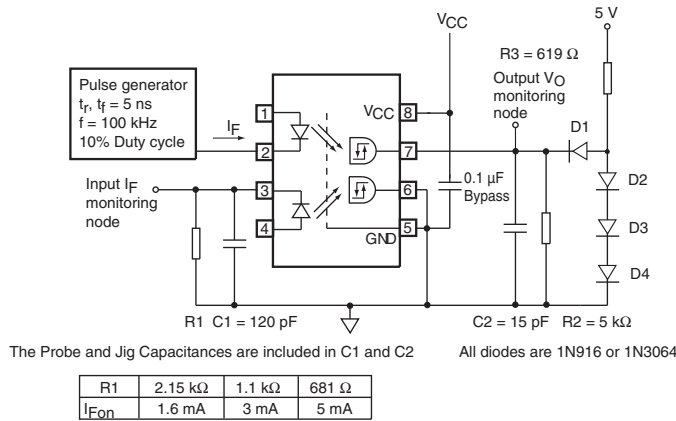 Pulse generator
tr, tf = 5 ns
f = 100 kHz
10% Duty cycle
IF
Input IF
monitoring
node
1
2
3
4
VCC 8
7
6
GND 5
VCC
0.1 µF
Bypass
5 V
R3 = 619 Ω
Output VO
monitoring
node
D1
D2
D3
D4
R1 C1 = 120 pF
C2 = 15 pF R2 = 5 kΩ
The Probe and Jig Capacitances are included in C1 and C2
All diodes are 1N916 or 1N3064
R1 2.15 kΩ 1.1 kΩ 681 Ω
IFon 1.6 mA 3 mA 5 mA